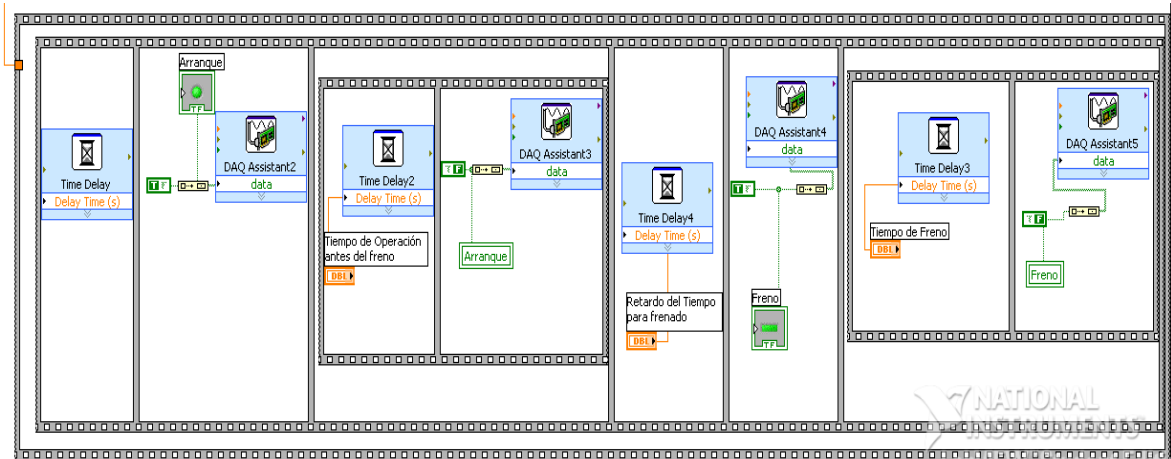 Time Delay
Delay Time (s)
Arranque
TF
DAQ Assistant2
data
T F
Time Delay2
Delay Time (s)
Tiempo de Operación
antes del freno
DBL
DAQ Assistant3
data
T F
Arranque
Time Delay4
Delay Time (s)
Retardo del Tiempo
para frenado
DBL
DAQ Assistant4
data
T F
Freno
TF
Time Delay3
Delay Time (s)
Tiempo de Freno
DBL
DAQ Assistant5
data
T F
Freno
NATIONAL
INSTRUMENTS